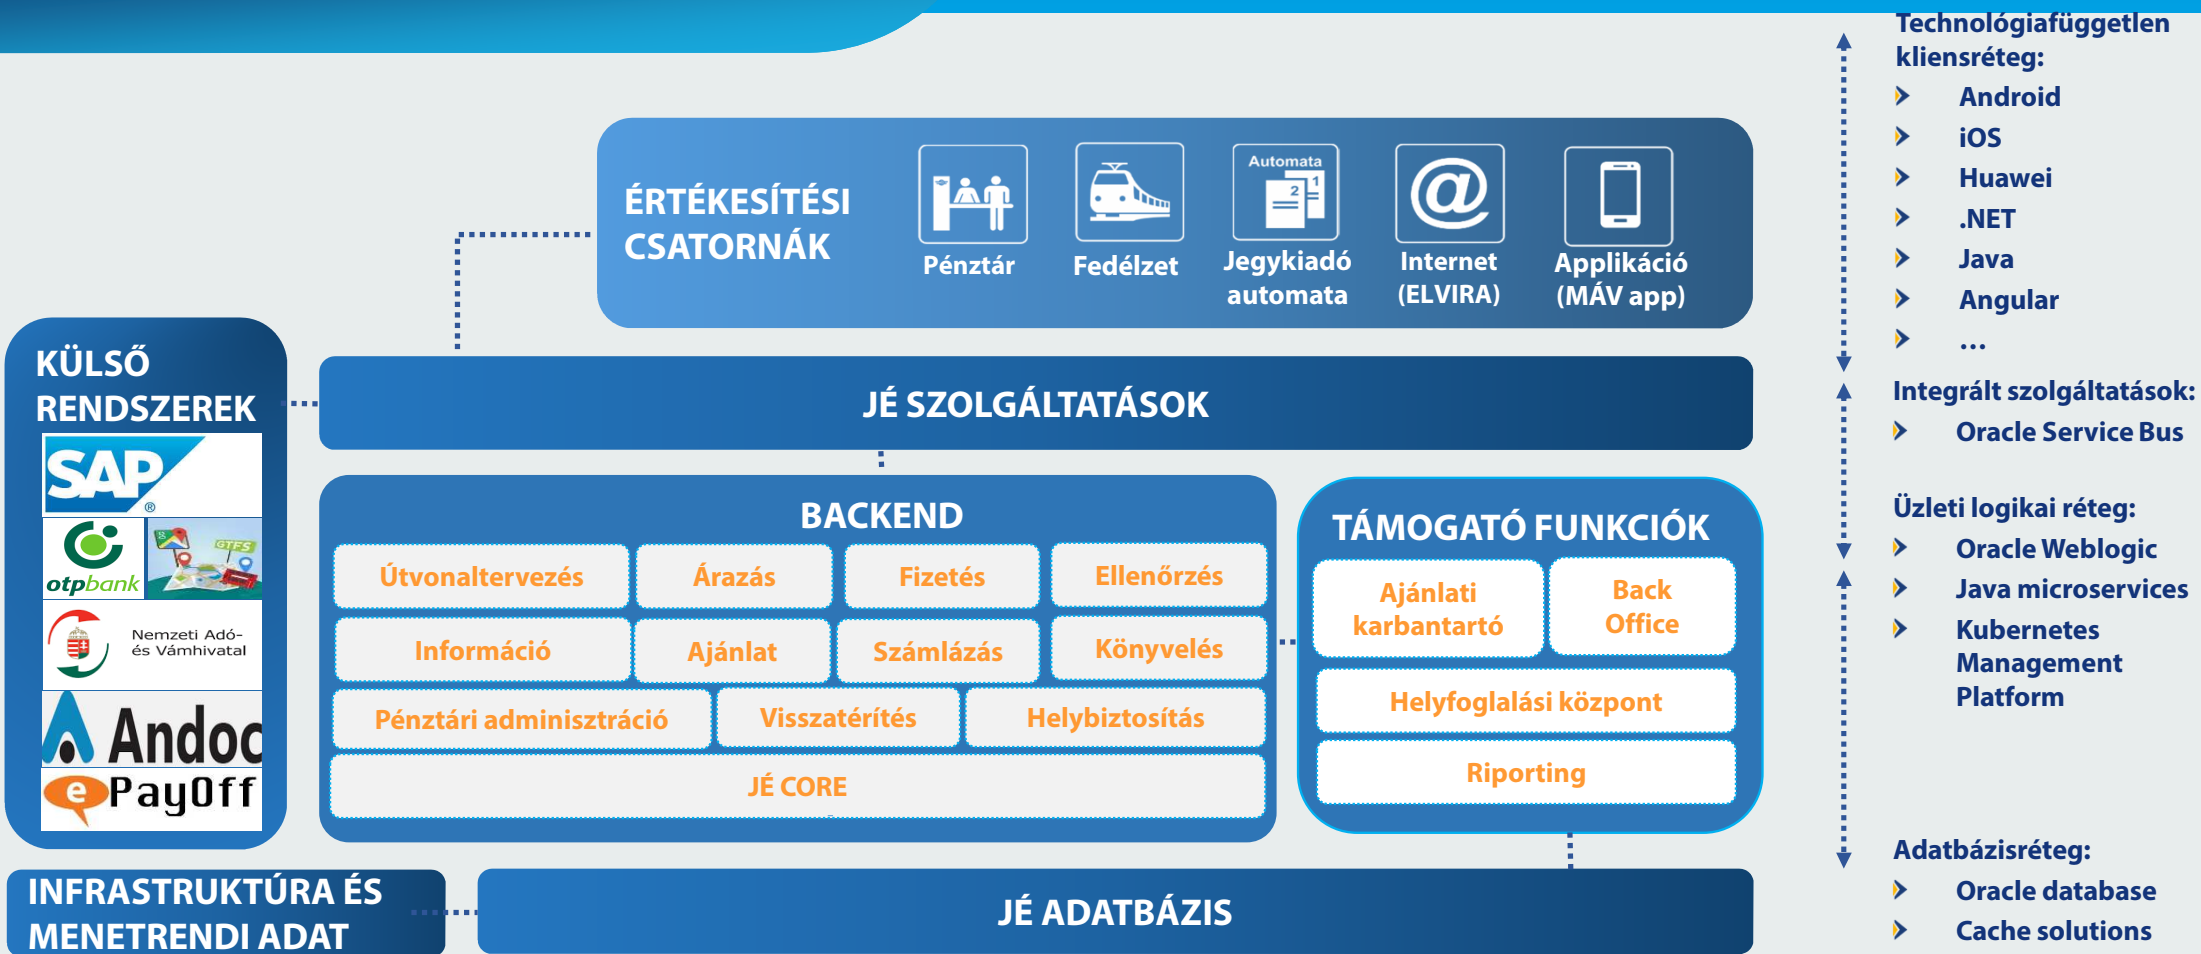 ÉRTÉKESÍTÉSI
CSATORNÁK
Pénztár
Fedélzet
Automata
1
2
Jegykiadó
automata
@
Internet
(ELVIRA)
Applikáció
(MÁV app)
KÜLSŐ
RENDSZEREK
SAP
®
otpbank
GTFS
Nemzeti Adó-
és Vámhivatal
Andoc
e PayOff
JÉ SZOLGÁLTATÁSOK
BACKEND
Útvonaltervezés
Árazás
Fizetés
Ellenőrzés
Információ
Ajánlat
Számlázás
Könyvelés
Pénztári adminisztráció
Visszatérítés
Helybiztosítás
JÉ CORE
TÁMOGATÓ FUNKCIÓK
Ajánlati
karbantartó
Back
Office
Helyfoglalási központ
Riporting
INFRASTRUKTÚRA ÉS
MENETRENDI ADAT
JÉ ADATBÁZIS
Technológiafüggetlen
kliensréteg:
Android
iOS
Huawei
.NET
Java
Angular
…
Integrált szolgáltatások:
Oracle Service Bus
Üzleti logikai réteg:
Oracle Weblogic
Java microservices
Kubernetes
Management
Platform
Adatbázisréteg:
Oracle database
Cache solutions